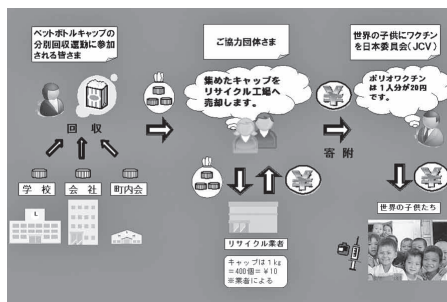 ペットボトルキャップの
分別回収運動に参加
される皆さま
ご協力団体さま
世界の子供にワクチン
を日本委員会(JCV)
集めたキャップを
リサイクル工場へ
売却します。
ポリオワクチン
は1人分が20円
です。
回収
寄附
学校
会社
町内会
リサイクル業者
世界の子供たち
キャップは1kg
=400個=¥10
※業者による